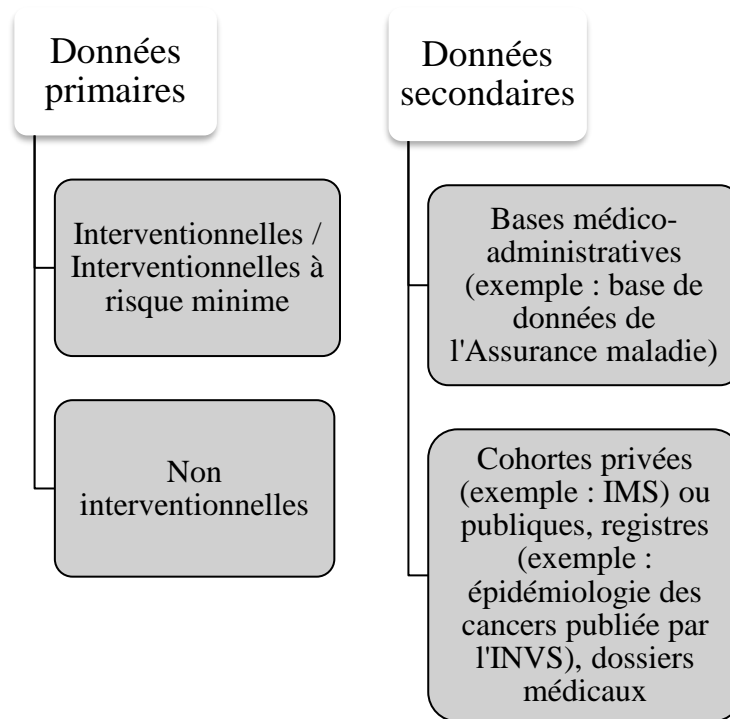 Données
primaires
Interventionnelles /
Interventionnelles à
risque minime
Non
interventionnelles
Données
secondaires
Bases médico-
administratives
(exemple : base de
données de
l'Assurance maladie)
Cohortes privées
(exemple : IMS) ou
publiques, registres
(exemple :
épidémiologie des
cancers publiée par
l'INVS), dossiers
médicaux